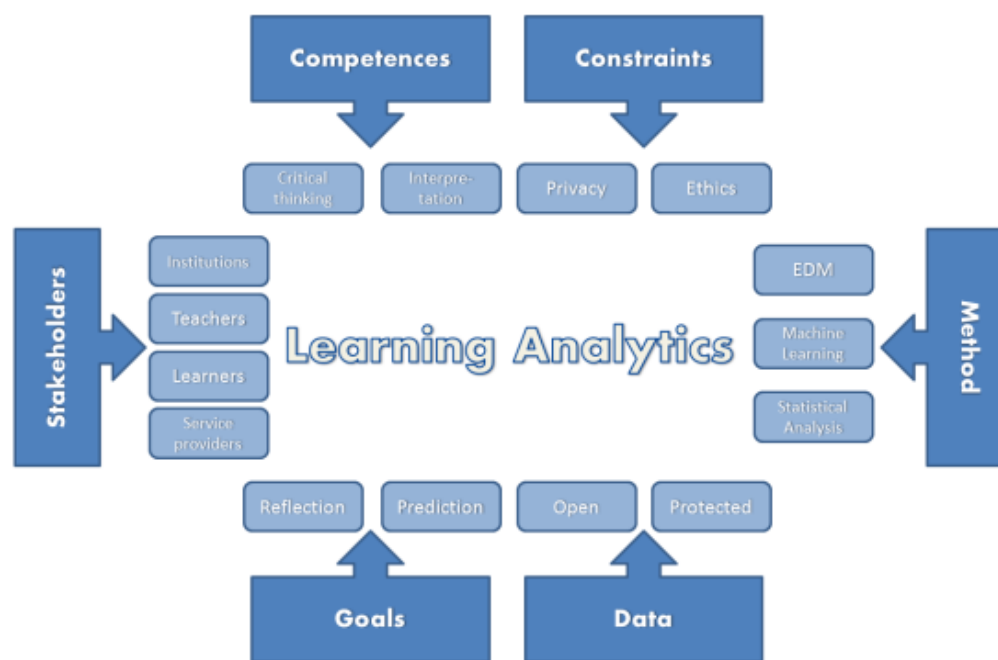 Competences
Constraints
Critical
thinking
Interpre-
tation
Privacy
Ethics
Stakeholders
Institutions
Teachers
Learners
Service
providers
Learning Analytics
EDM
Machine
Learning
Statistical
Analysis
Method
Reflection
Prediction
Open
Protected
Goals
Data